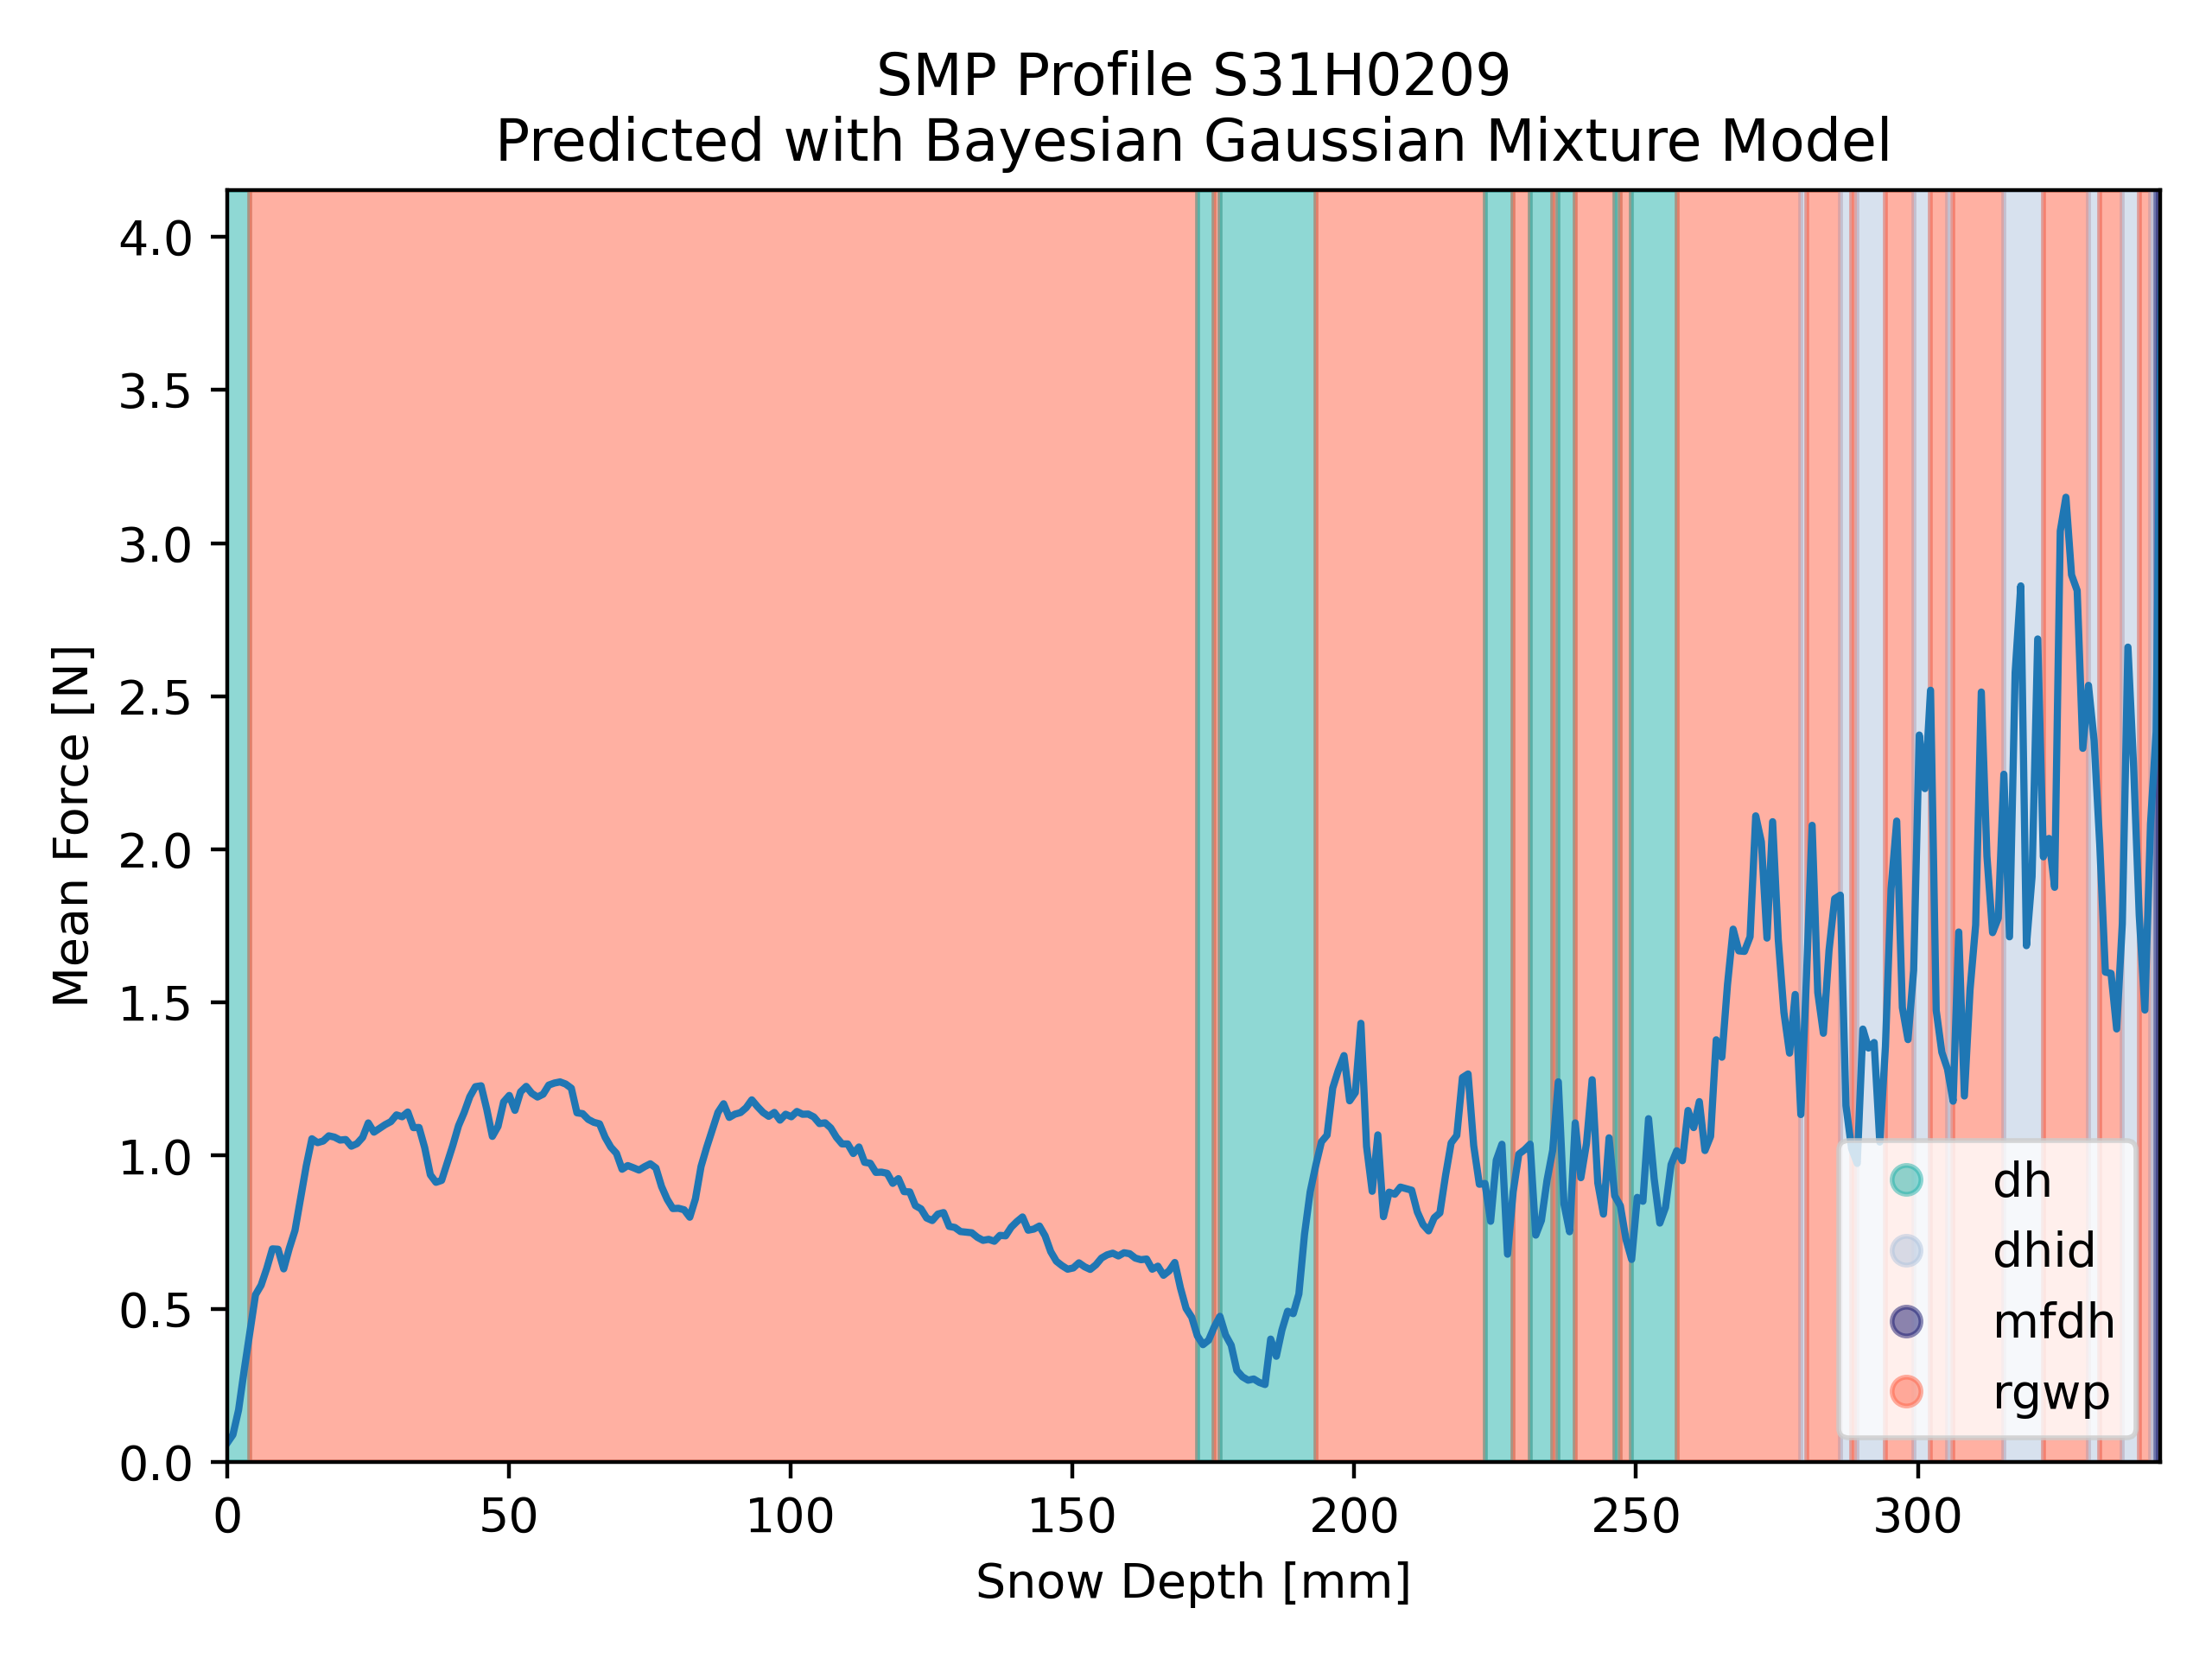 SMP Profile S31H0209
Predicted with Bayesian Gaussian Mixture Model
Mean Force [N]
4.0
3.5
3.0
2.5
2.0
1.5
1.0
0.5
0.0
dh
dhid
mfdh
rgwp
0 50 100 150 200 250 300
Snow Depth [mm]